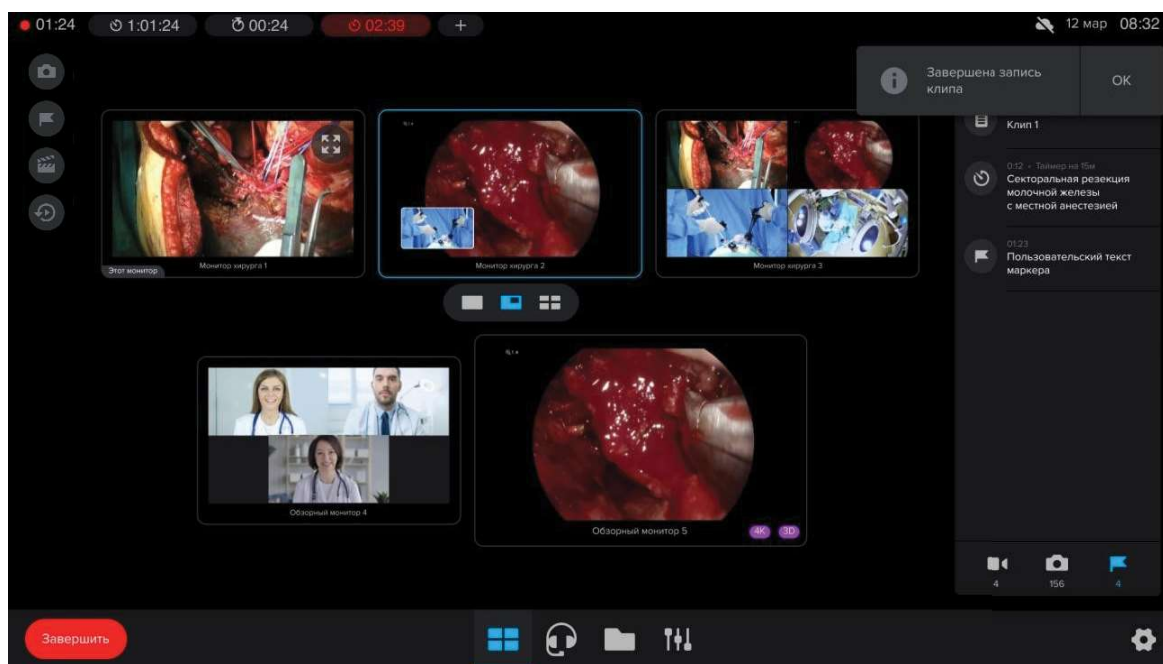 01:24 1:01:24 00:24 02:39 +
12 мар 08:32
Завершена запись
клипа
OK
Клип 1
0:12 • Таймер на 15м
Секторальная резекция
молочной железы
с местной анестезией
01:23
Пользовательский текст
маркера
Этот монитор
Монитор хирурга 1
Монитор хирурга 2
Монитор хирурга 3
Обзорный монитор 4
Обзорный монитор 5
4K 3D
4 156 4
Завершить